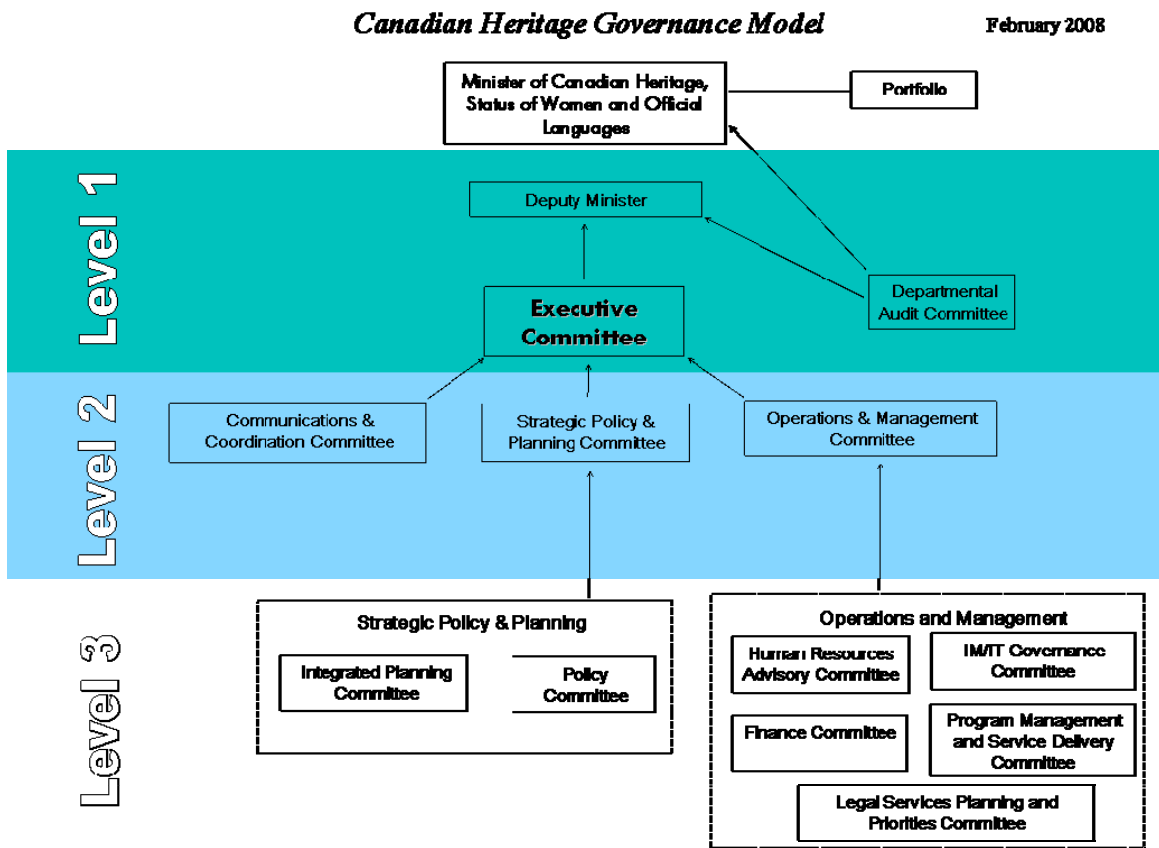 Canadian Heritage Governance Model
February 2008
Minister of Canadian Heritage,
Status of Women and Official
Languages
Portfolio
Level 1
Deputy Minister
Executive
Committee
Departmental
Audit Committee
Level 2
Communications &
Coordination Committee
Strategic Policy &
Planning Committee
Operations & Management
Committee
Level 3
Strategic Policy & Planning
Integrated Planning
Committee
Policy
Committee
Operations and Management
Human Resources
Advisory Committee
IM/IT Governance
Committee
Finance Committee
Program Management
and Service Delivery
Committee
Legal Services Planning and
Priorities Committee